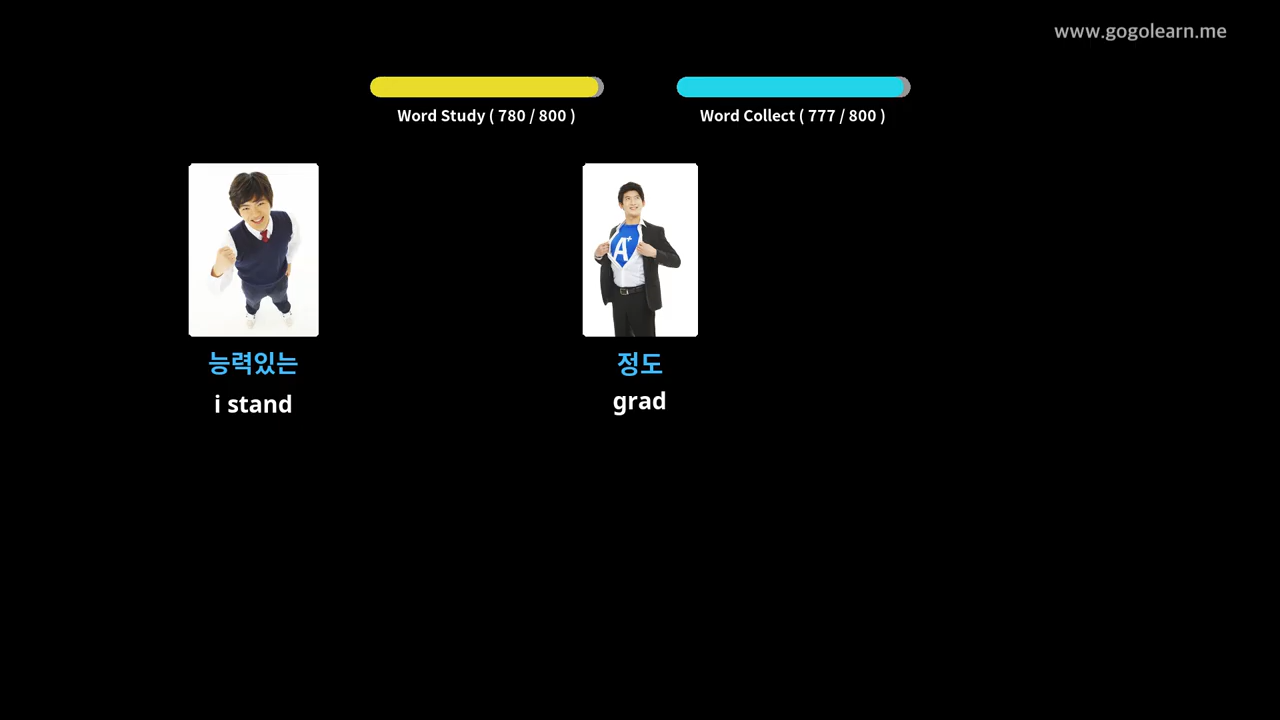 www.gogolearn.me
Word Study ( 780 / 800 )
Word Collect ( 777 / 800 )
A+
능력있는
i stand
정도
grad